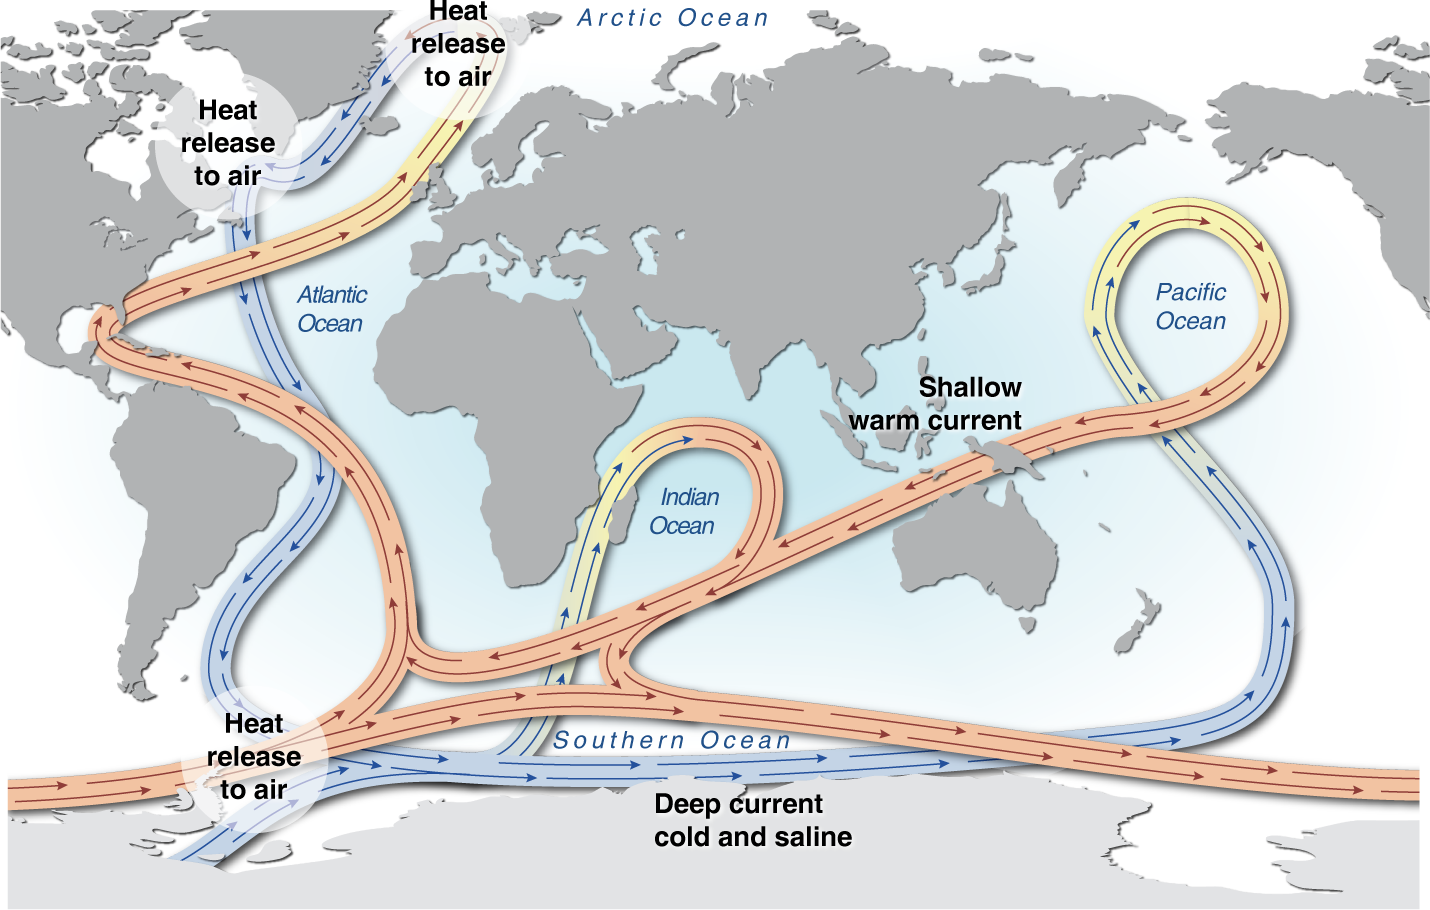 Heat
release
to air
Arctic Ocean
Heat
release
to air
Atlantic
Ocean
Pacific
Ocean
Shallow
warm current
Indian
Ocean
Heat
release
to air
Southern Ocean
Deep current
cold and saline